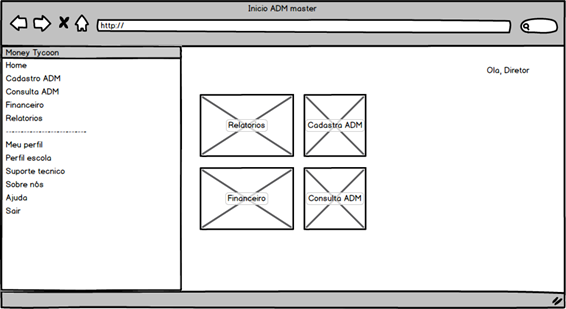 Inicio ADM master
http://
Money Tycoon
Home
Cadastro ADM
Consulta ADM
Financeiro
Relatorios
------------------------
Meu perfil
Perfil escola
Suporte tecnico
Sobre nós
Ajuda
Sair
Ola, Diretor
Relatorios
Cadastra ADM
Financeiro
Consulta ADM